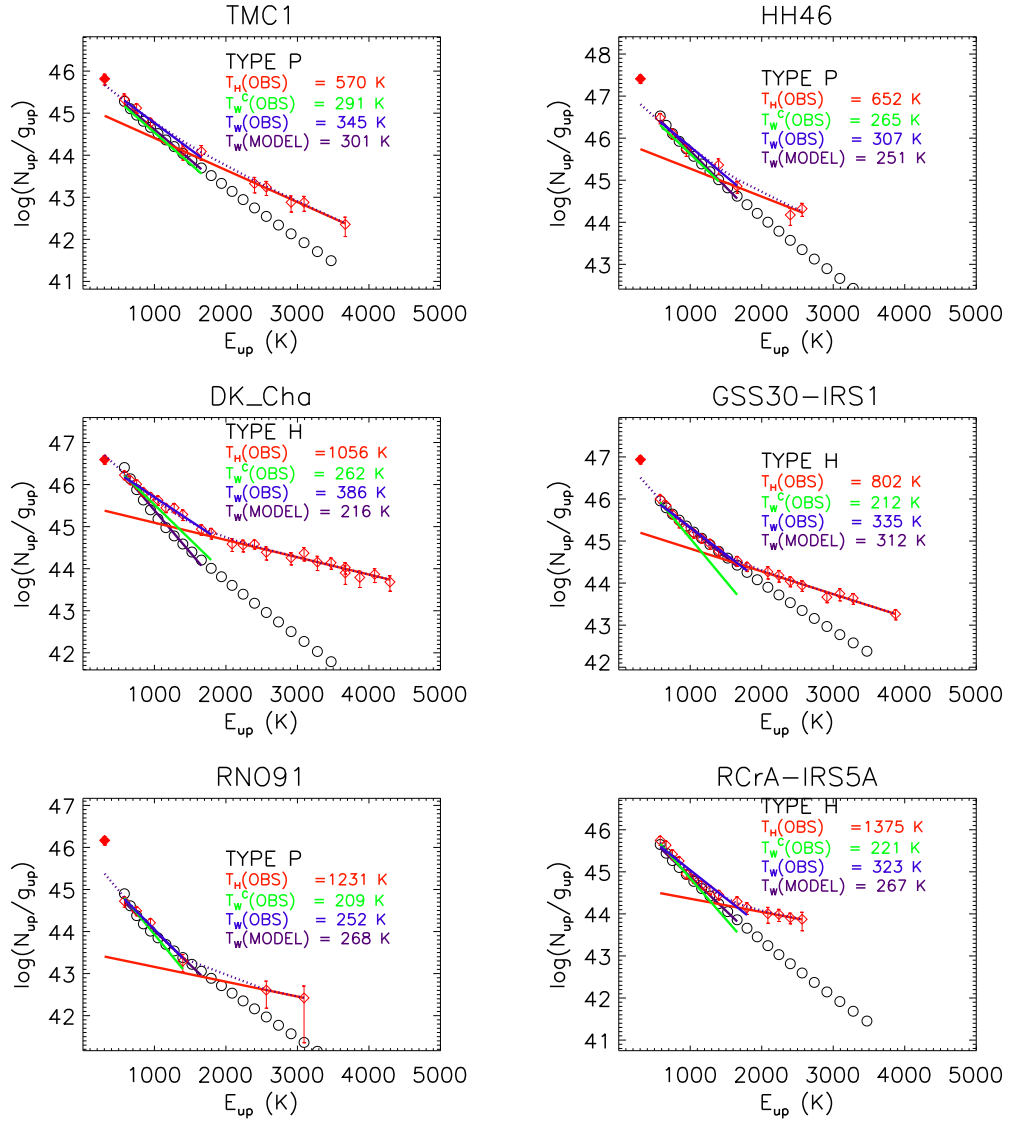 TMC1
TYPE P
T_H(OBS) = 570 K
T_W^C(OBS) = 291 K
T_W(OBS) = 345 K
T_W(MODEL) = 301 K
log(N_up/g_up)
46
45
44
43
42
41
1000 2000 3000 4000 5000
E_up (K)
HH46
TYPE P
T_H(OBS) = 652 K
T_W^C(OBS) = 265 K
T_W(OBS) = 307 K
T_W(MODEL) = 251 K
log(N_up/g_up)
48
47
46
45
44
43
1000 2000 3000 4000 5000
E_up (K)
DK_Cha
TYPE H
T_H(OBS) =1056 K
T_W^C(OBS) = 262 K
T_W(OBS) = 386 K
T_W(MODEL) = 216 K
log(N_up/g_up)
47
46
45
44
43
42
1000 2000 3000 4000 5000
E_up (K)
GSS30-IRS1
TYPE H
T_H(OBS) = 802 K
T_W^C(OBS) = 212 K
T_W(OBS) = 335 K
T_W(MODEL) = 312 K
log(N_up/g_up)
47
46
45
44
43
42
1000 2000 3000 4000 5000
E_up (K)
RNO91
TYPE P
T_H(OBS) =1231 K
T_W^C(OBS) = 209 K
T_W(OBS) = 252 K
T_W(MODEL) = 268 K
log(N_up/g_up)
47
46
45
44
43
42
1000 2000 3000 4000 5000
E_up (K)
RCrA-IRS5A
TYPE H
T_H(OBS) =1375 K
T_W^C(OBS) = 221 K
T_W(OBS) = 323 K
T_W(MODEL) = 267 K
log(N_up/g_up)
46
45
44
43
42
41
1000 2000 3000 4000 5000
E_up (K)